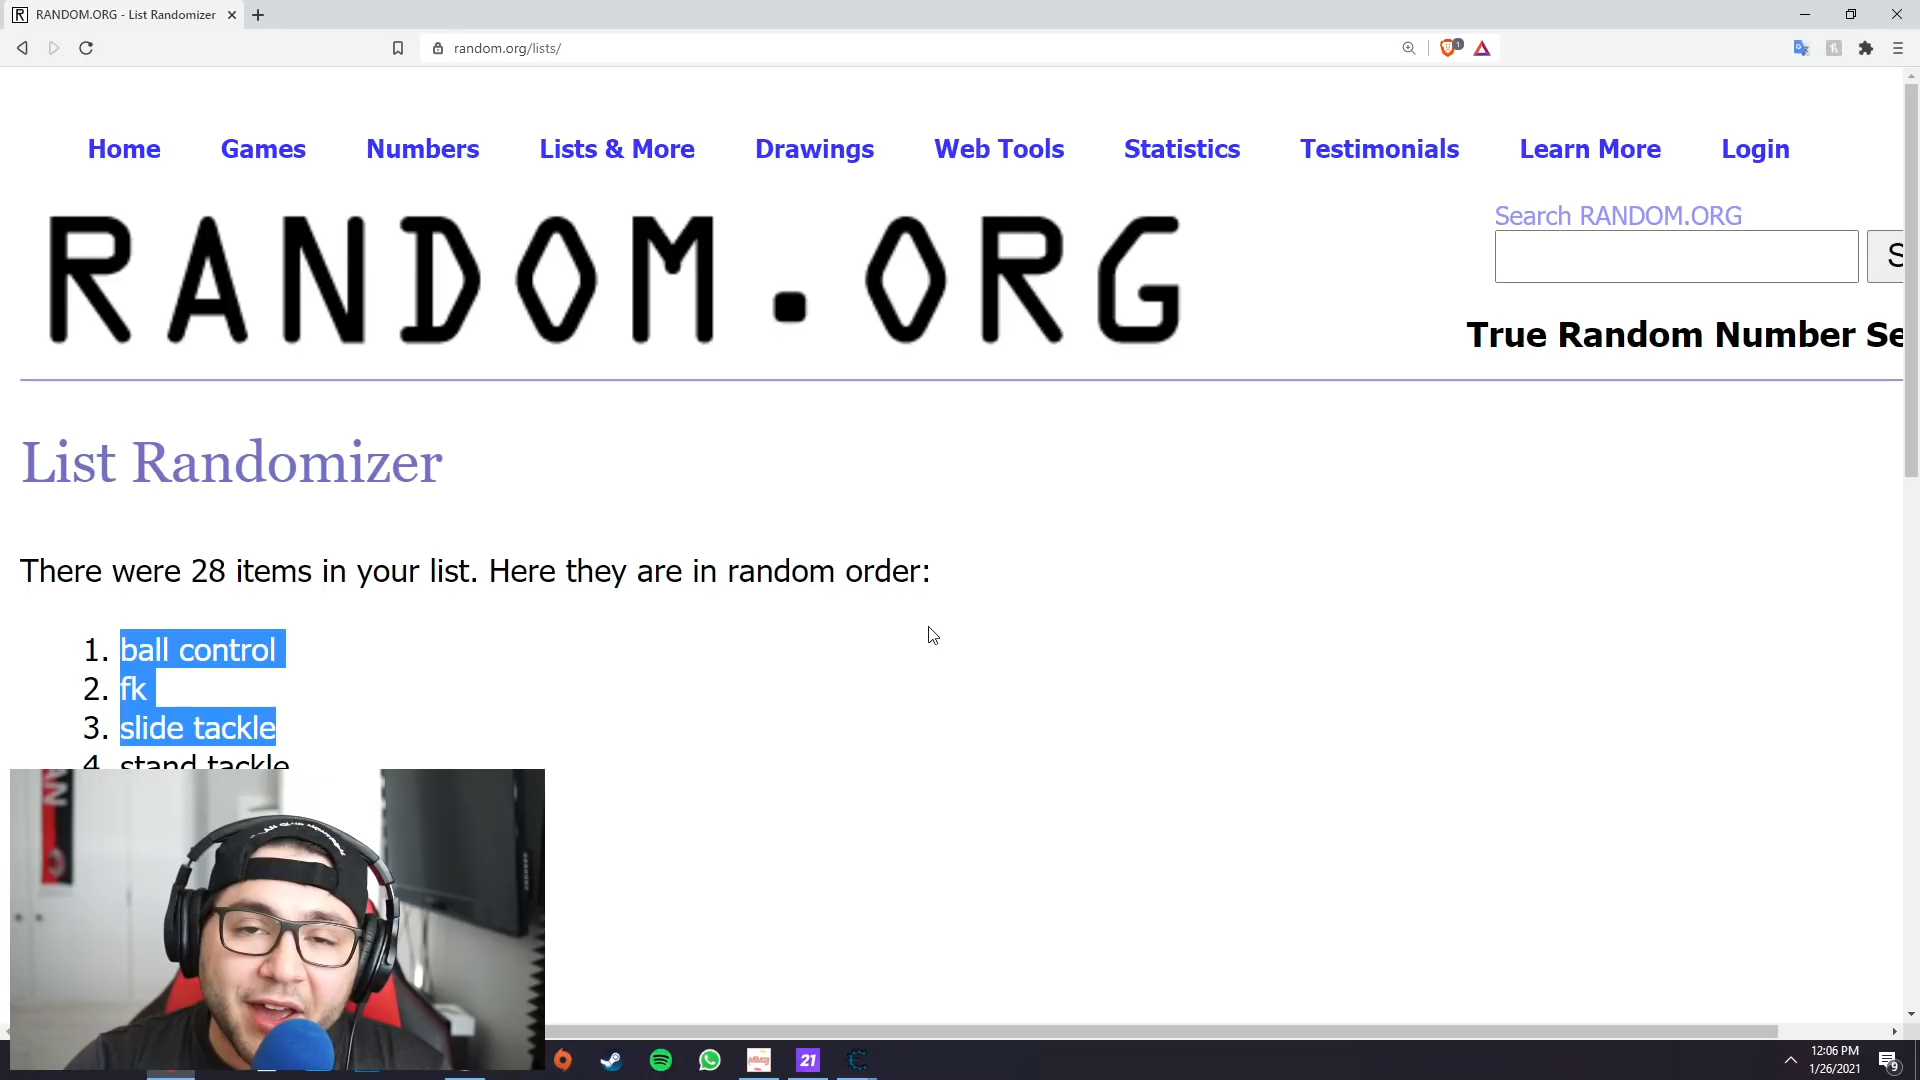 RANDOM.ORG - List Randomizer
random.org/lists/
1
Home Games Numbers Lists & More Drawings Web Tools Statistics Testimonials Learn More Login
RANDOM.ORG
Search RANDOM.ORG
S
True Random Number Se
List Randomizer
There were 28 items in your list. Here they are in random order:
1. ball control
2. fk
3. slide tackle
4. stand tackle
21
12:06 PM
1/26/2021
9